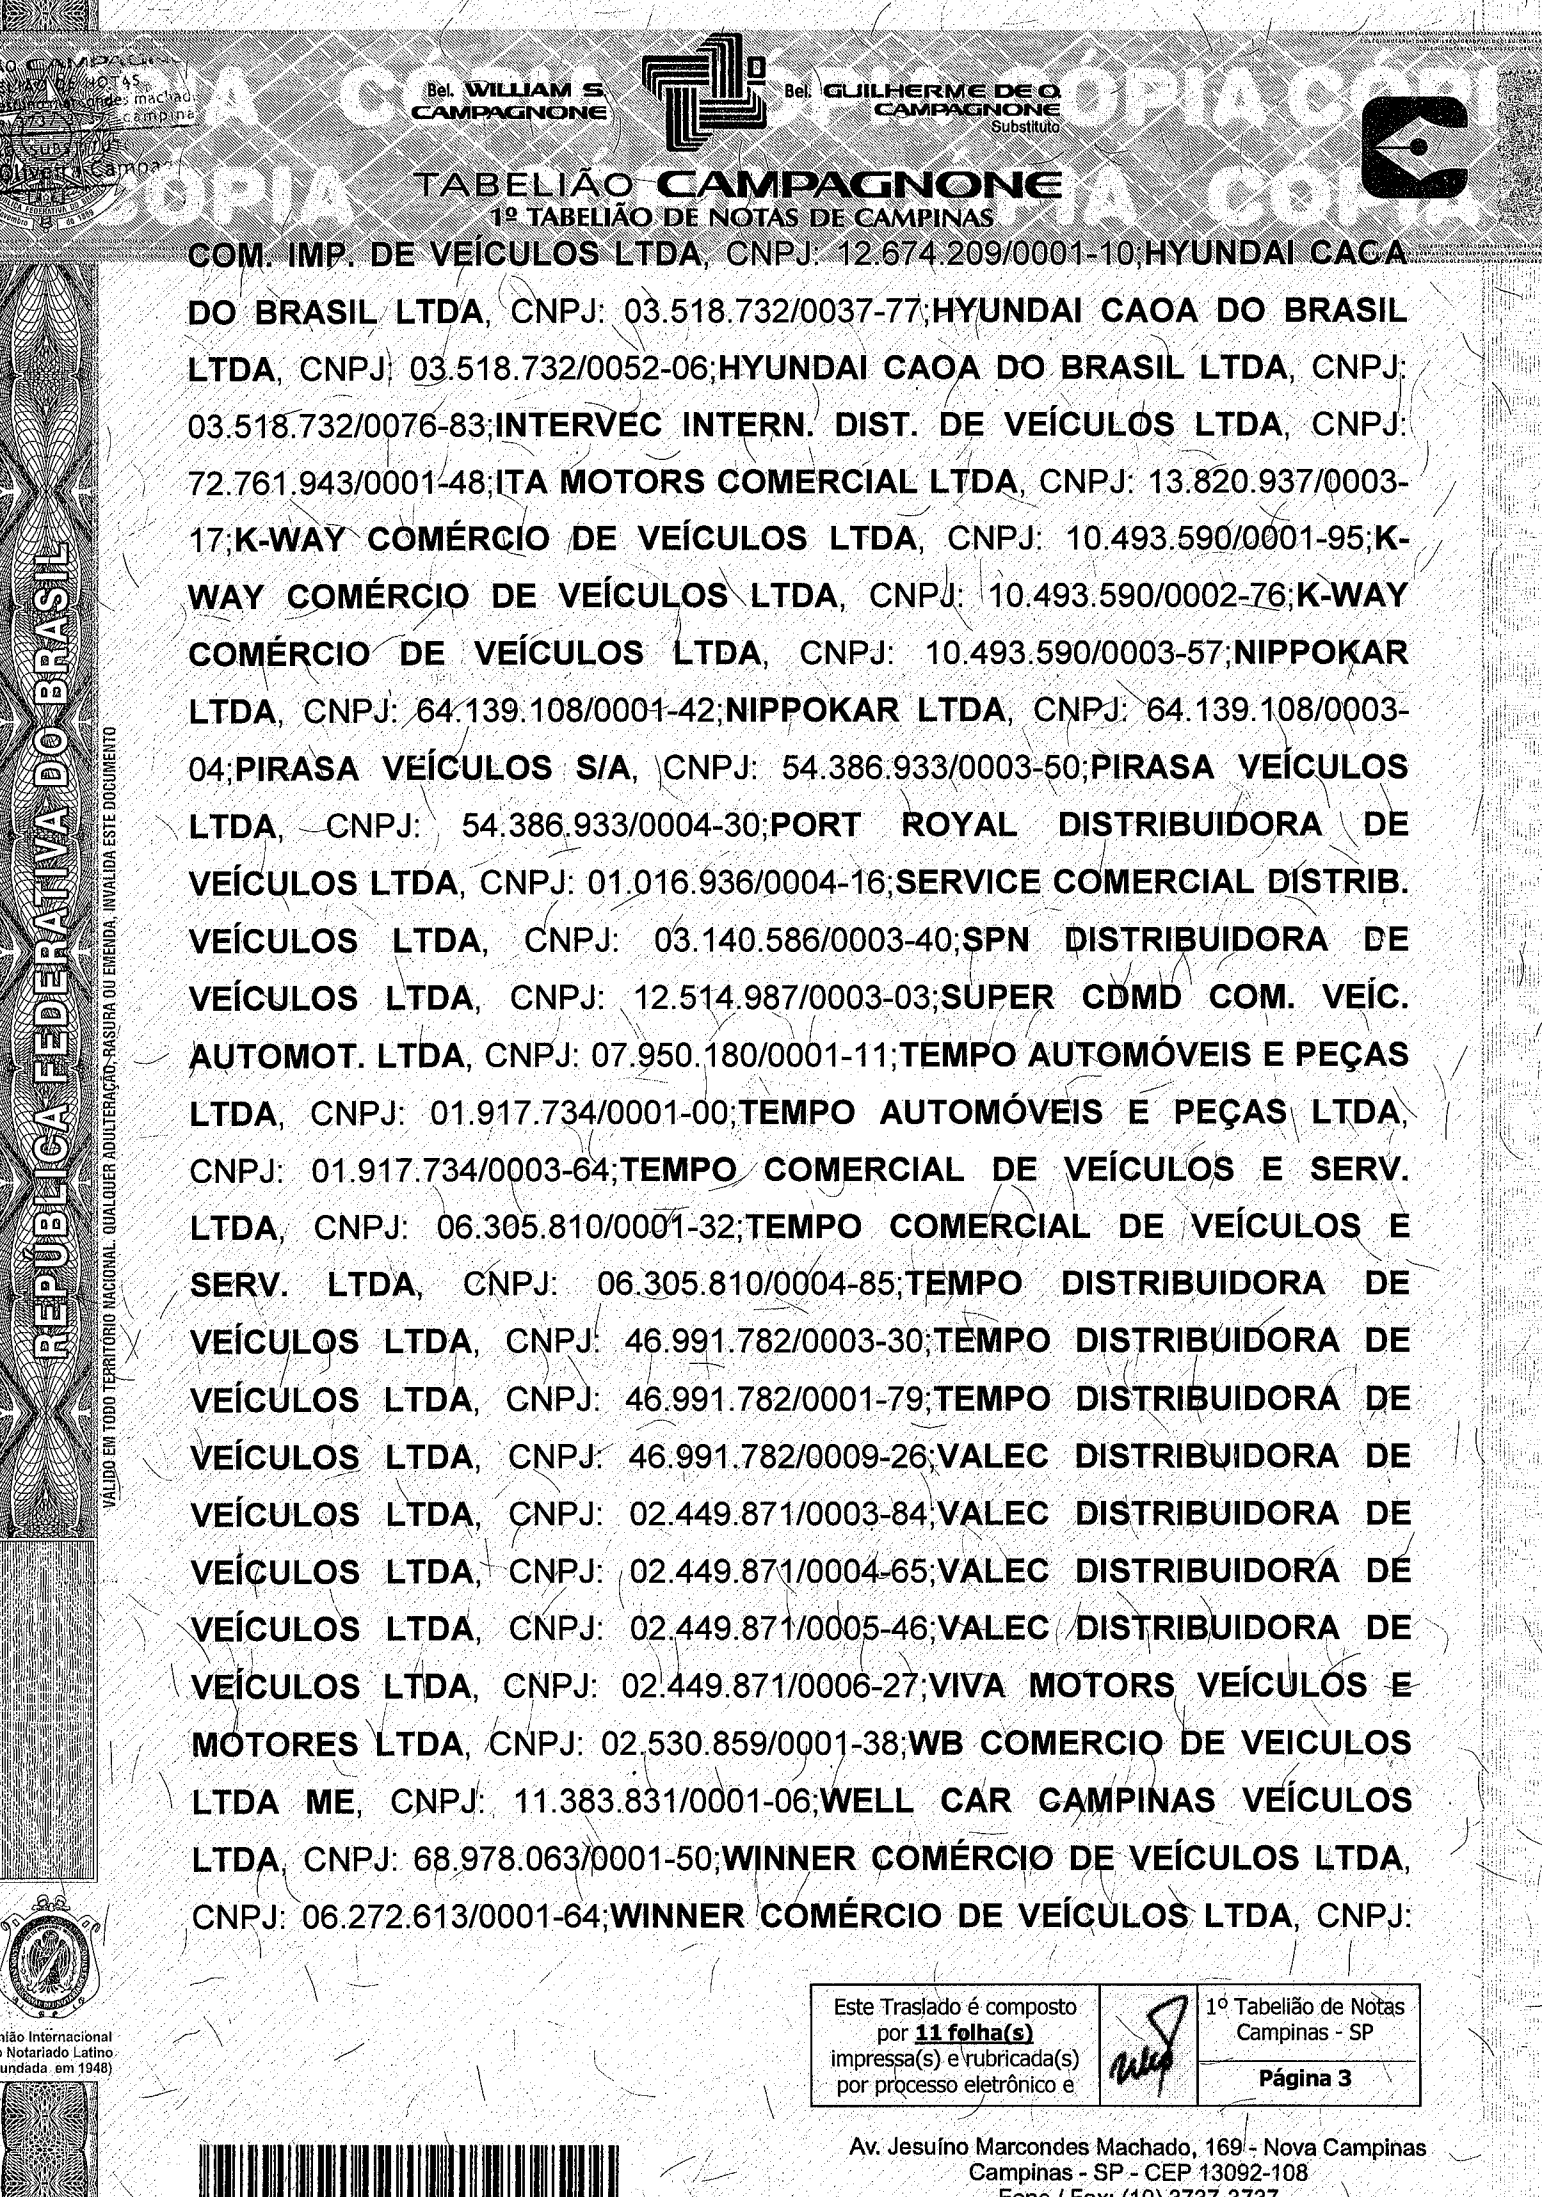 CÓPIA CÓPIA CÓPIA CÓPIA COPI
Bel. WILLIAM S.
CAMPAGNONE
Bel. GUILHERME DE O.
CAMPAGNONE
Substituto
TABELIÃO CAMPAGNONE
1º TABELIÃO DE NOTAS DE CAMPINAS
COM. IMP. DE VEÍCULOS LTDA, CNPJ: 12.674.209/0001-10;HYUNDAI CAOA
DO BRASIL LTDA, CNPJ: 03.518.732/0037-77;HYUNDAI CAOA DO BRASIL
LTDA, CNPJ: 03.518.732/0052-06;HYUNDAI CAOA DO BRASIL LTDA, CNPJ:
03.518.732/0076-83;INTERVEC INTERN. DIST. DE VEÍCULOS LTDA, CNPJ:
72.761.943/0001-48;ITA MOTORS COMERCIAL LTDA, CNPJ: 13.820.937/0003-
17;K-WAY COMÉRCIO DE VEÍCULOS LTDA, CNPJ: 10.493.590/0001-95;K-
WAY COMÉRCIO DE VEÍCULOS LTDA, CNPJ: 10.493.590/0002-76;K-WAY
COMÉRCIO DE VEÍCULOS LTDA, CNPJ: 10.493.590/0003-57;NIPPOKAR
LTDA, CNPJ: 64.139.108/0001-42;NIPPOKAR LTDA, CNPJ: 64.139.108/0003-
04;PIRASA VEÍCULOS S/A, CNPJ: 54.386.933/0003-50;PIRASA VEÍCULOS
LTDA, CNPJ: 54.386.933/0004-30;PORT ROYAL DISTRIBUIDORA DE
VEÍCULOS LTDA, CNPJ: 01.016.936/0004-16;SERVICE COMERCIAL DISTRIB.
VEÍCULOS LTDA, CNPJ: 03.140.586/0003-40;SPN DISTRIBUIDORA DE
VEÍCULOS LTDA, CNPJ: 12.514.987/0003-03;SUPER CDMD COM. VEÍC.
AUTOMOT. LTDA, CNPJ: 07.950.180/0001-11;TEMPO AUTOMÓVEIS E PEÇAS
LTDA, CNPJ: 01.917.734/0001-00;TEMPO AUTOMÓVEIS E PEÇAS LTDA,
CNPJ: 01.917.734/0003-64;TEMPO COMERCIAL DE VEÍCULOS E SERV.
LTDA, CNPJ: 06.305.810/0001-32;TEMPO COMERCIAL DE VEÍCULOS E
SERV. LTDA, CNPJ: 06.305.810/0004-85;TEMPO DISTRIBUIDORA DE
VEÍCULOS LTDA, CNPJ: 46.991.782/0003-30;TEMPO DISTRIBUIDORA DE
VEÍCULOS LTDA, CNPJ: 46.991.782/0001-79;TEMPO DISTRIBUIDORA DE
VEÍCULOS LTDA, CNPJ: 46.991.782/0009-26;VALEC DISTRIBUIDORA DE
VEÍCULOS LTDA, CNPJ: 02.449.871/0003-84;VALEC DISTRIBUIDORA DE
VEÍCULOS LTDA, CNPJ: 02.449.871/0004-65;VALEC DISTRIBUIDORA DE
VEÍCULOS LTDA, CNPJ: 02.449.871/0005-46;VALEC DISTRIBUIDORA DE
VEÍCULOS LTDA, CNPJ: 02.449.871/0006-27;VIVA MOTORS VEÍCULOS E
MOTORES LTDA, CNPJ: 02.530.859/0001-38;WB COMERCIO DE VEICULOS
LTDA ME, CNPJ: 11.383.831/0001-06;WELL CAR CAMPINAS VEÍCULOS
LTDA, CNPJ: 68.978.063/0001-50;WINNER COMÉRCIO DE VEÍCULOS LTDA,
CNPJ: 06.272.613/0001-64;WINNER COMÉRCIO DE VEÍCULOS LTDA, CNPJ:
REPÚBLICA FEDERATIVA DO BRASIL
VÁLIDO EM TODO TERRITÓRIO NACIONAL. QUALQUER ADULTERAÇÃO, RASURA OU EMENDA, INVALIDA ESTE DOCUMENTO
Este Traslado é composto
por 11 folha(s)
impressa(s) e rubricada(s)
por processo eletrônico e
1º Tabelião de Notas
Campinas - SP
Página 3
nião Internacional
o Notariado Latino
undada em 1948)
Av. Jesuíno Marcondes Machado, 169 - Nova Campinas
Campinas - SP - CEP 13092-108
Fone / Fax: (19) 3737-3737